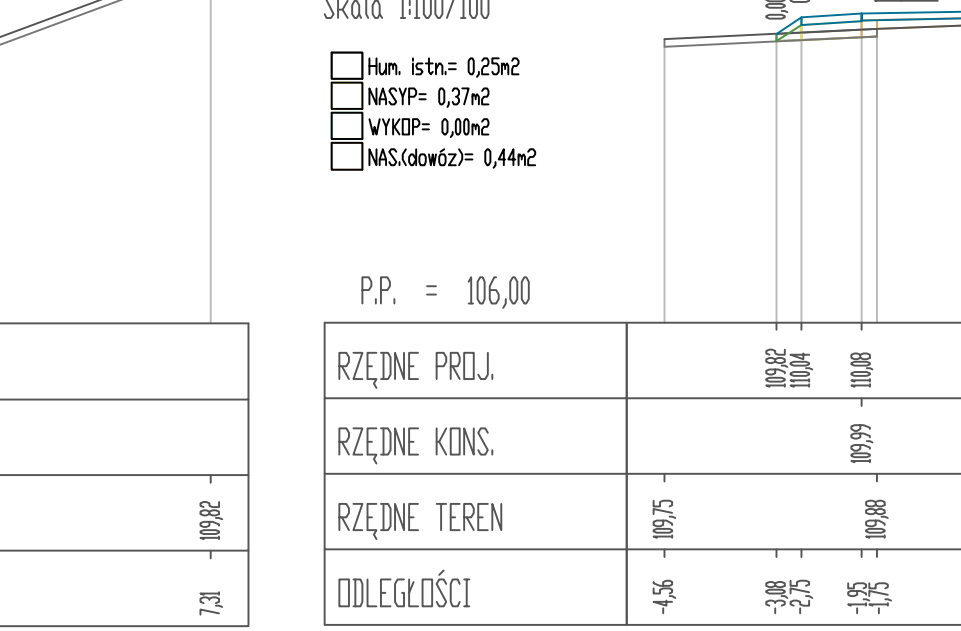 Skala 1:100/100
Hum. istn.= 0,25m2
NASYP= 0,37m2
WYKOP= 0,00m2
NAS.(dowóz)= 0,44m2
P.P. = 106,00
RZĘDNE PROJ. 109,82 110,04 110,08
RZĘDNE KONS. 109,99
109,82
RZĘDNE TEREN 109,75 109,88
7,31
ODLEGŁOŚCI -4,56 -3,08 -2,75 -1,95 -1,75